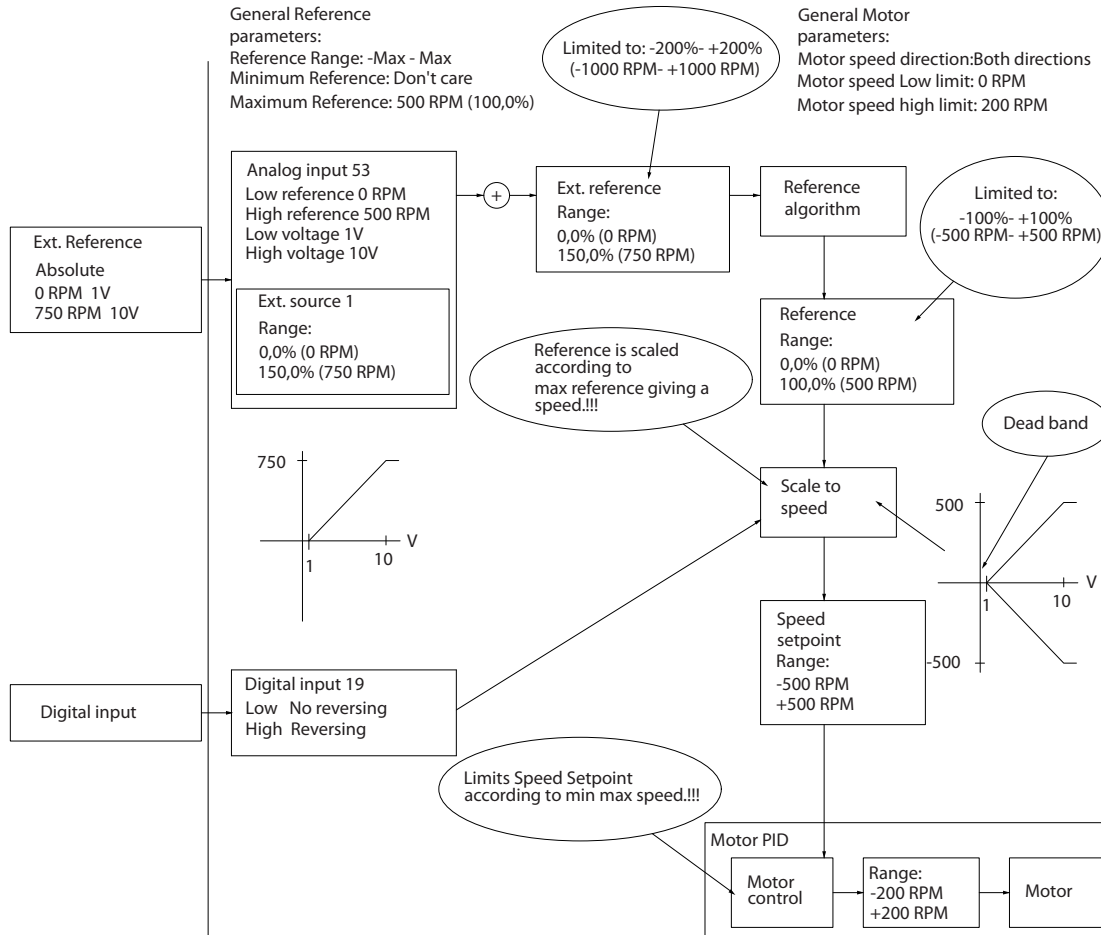 General Reference
parameters:
Reference Range: -Max - Max
Minimum Reference: Don't care
Maximum Reference: 500 RPM (100,0%)
Limited to: -200%- +200%
(-1000 RPM- +1000 RPM)
General Motor
parameters:
Motor speed direction:Both directions
Motor speed Low limit: 0 RPM
Motor speed high limit: 200 RPM
Ext. Reference
Absolute
0 RPM 1V
750 RPM 10V
Analog input 53
Low reference 0 RPM
High reference 500 RPM
Low voltage 1V
High voltage 10V
Ext. source 1
Range:
0,0% (0 RPM)
150,0% (750 RPM)
+
Ext. reference
Range:
0,0% (0 RPM)
150,0% (750 RPM)
Reference
algorithm
Limited to:
-100%- +100%
(-500 RPM- +500 RPM)
Reference
Range:
0,0% (0 RPM)
100,0% (500 RPM)
Reference is scaled
according to
max reference giving a
speed.!!!
Dead band
750
1
10
V
Scale to
speed
500
1
10
V
-500
Speed
setpoint
Range:
-500 RPM
+500 RPM
Digital input
Digital input 19
Low No reversing
High Reversing
Limits Speed Setpoint
according to min max speed.!!!
Motor PID
Motor
control
Range:
-200 RPM
+200 RPM
Motor